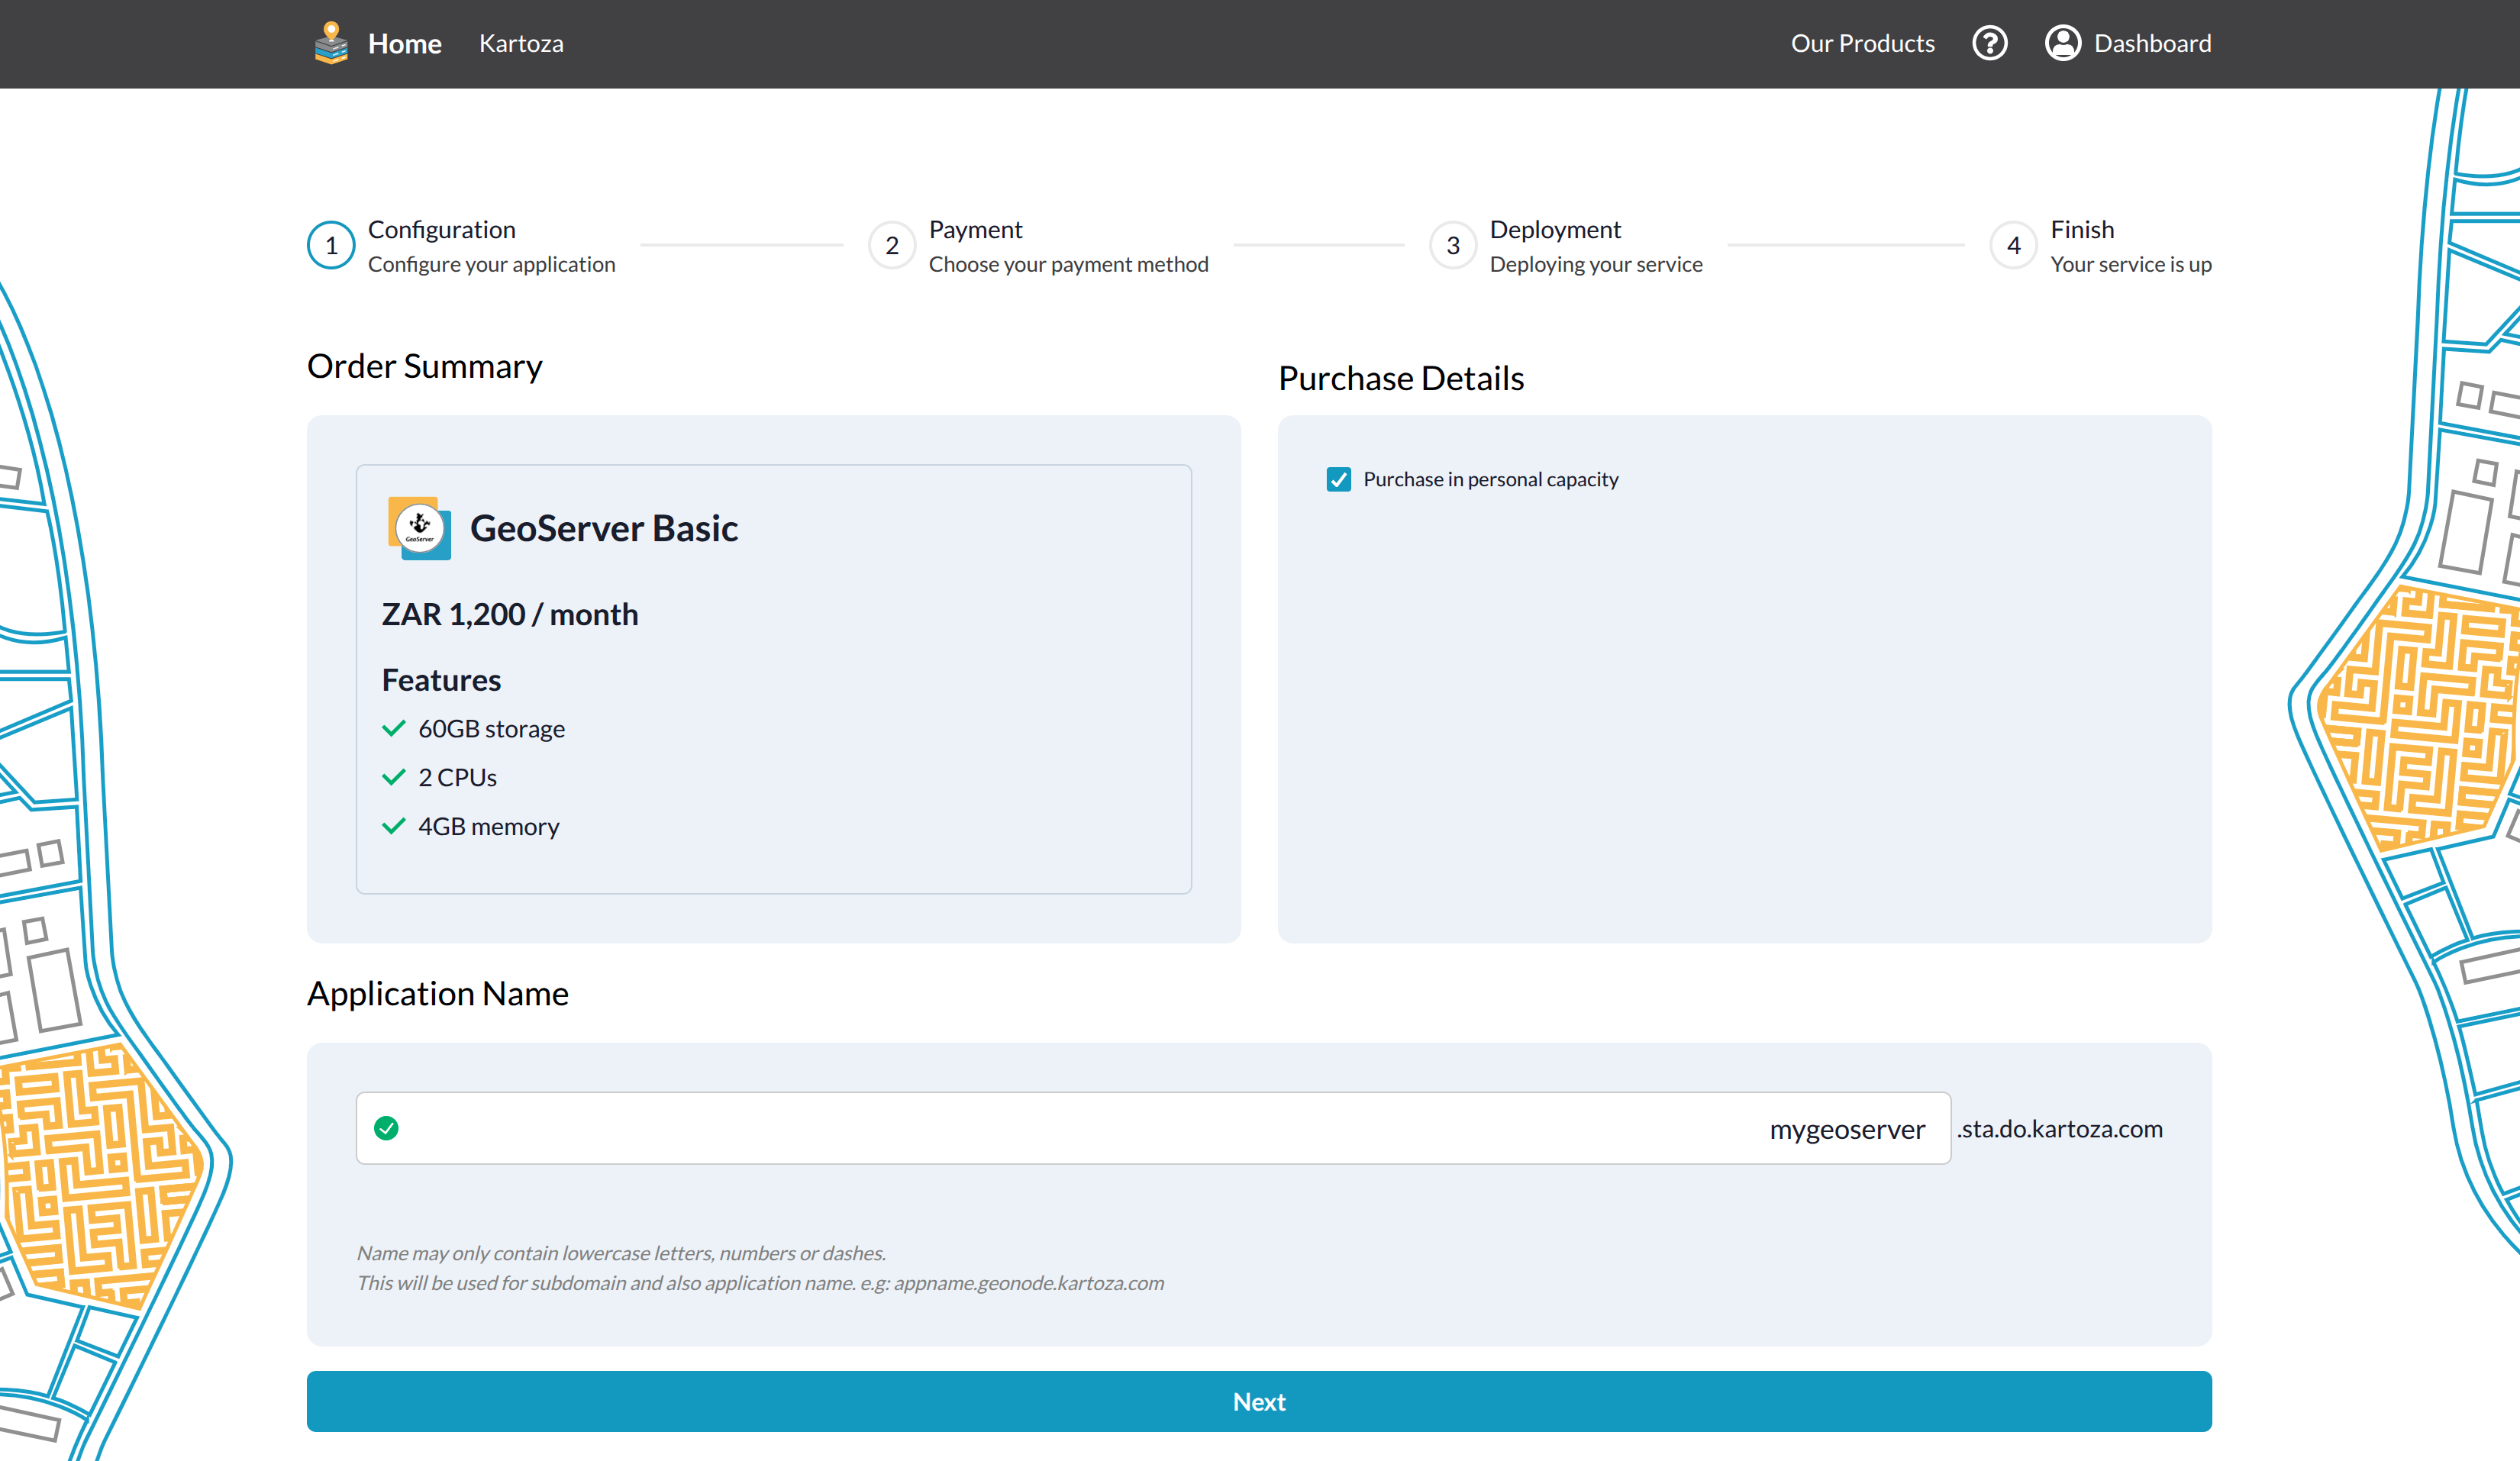 Home
Kartoza
Our Products
?
Dashboard
1
Configuration
Configure your application
2
Payment
Choose your payment method
3
Deployment
Deploying your service
4
Finish
Your service is up
Order Summary
GeoServer
GeoServer Basic
ZAR 1,200 / month
Features
60GB storage
2 CPUs
4GB memory
Purchase Details
Purchase in personal capacity
Application Name
mygeoserver
.sta.do.kartoza.com
Name may only contain lowercase letters, numbers or dashes.
This will be used for subdomain and also application name. e.g: appname.geonode.kartoza.com
Next